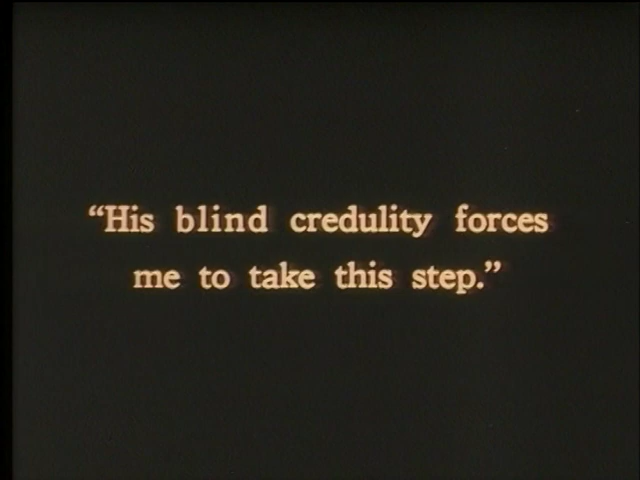 “His blind credulity forces
me to take this step.”